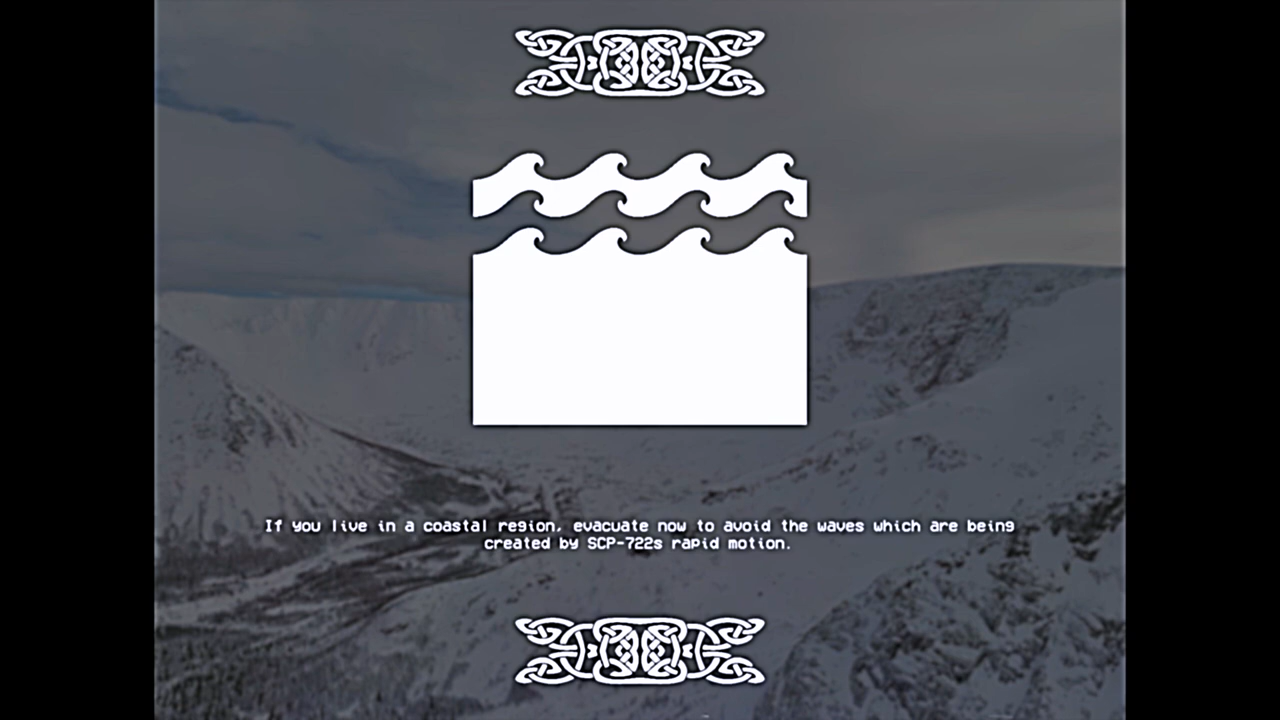 If you live in a coastal region, evacuate now to avoid the waves which are being
created by SCP-722s rapid motion.